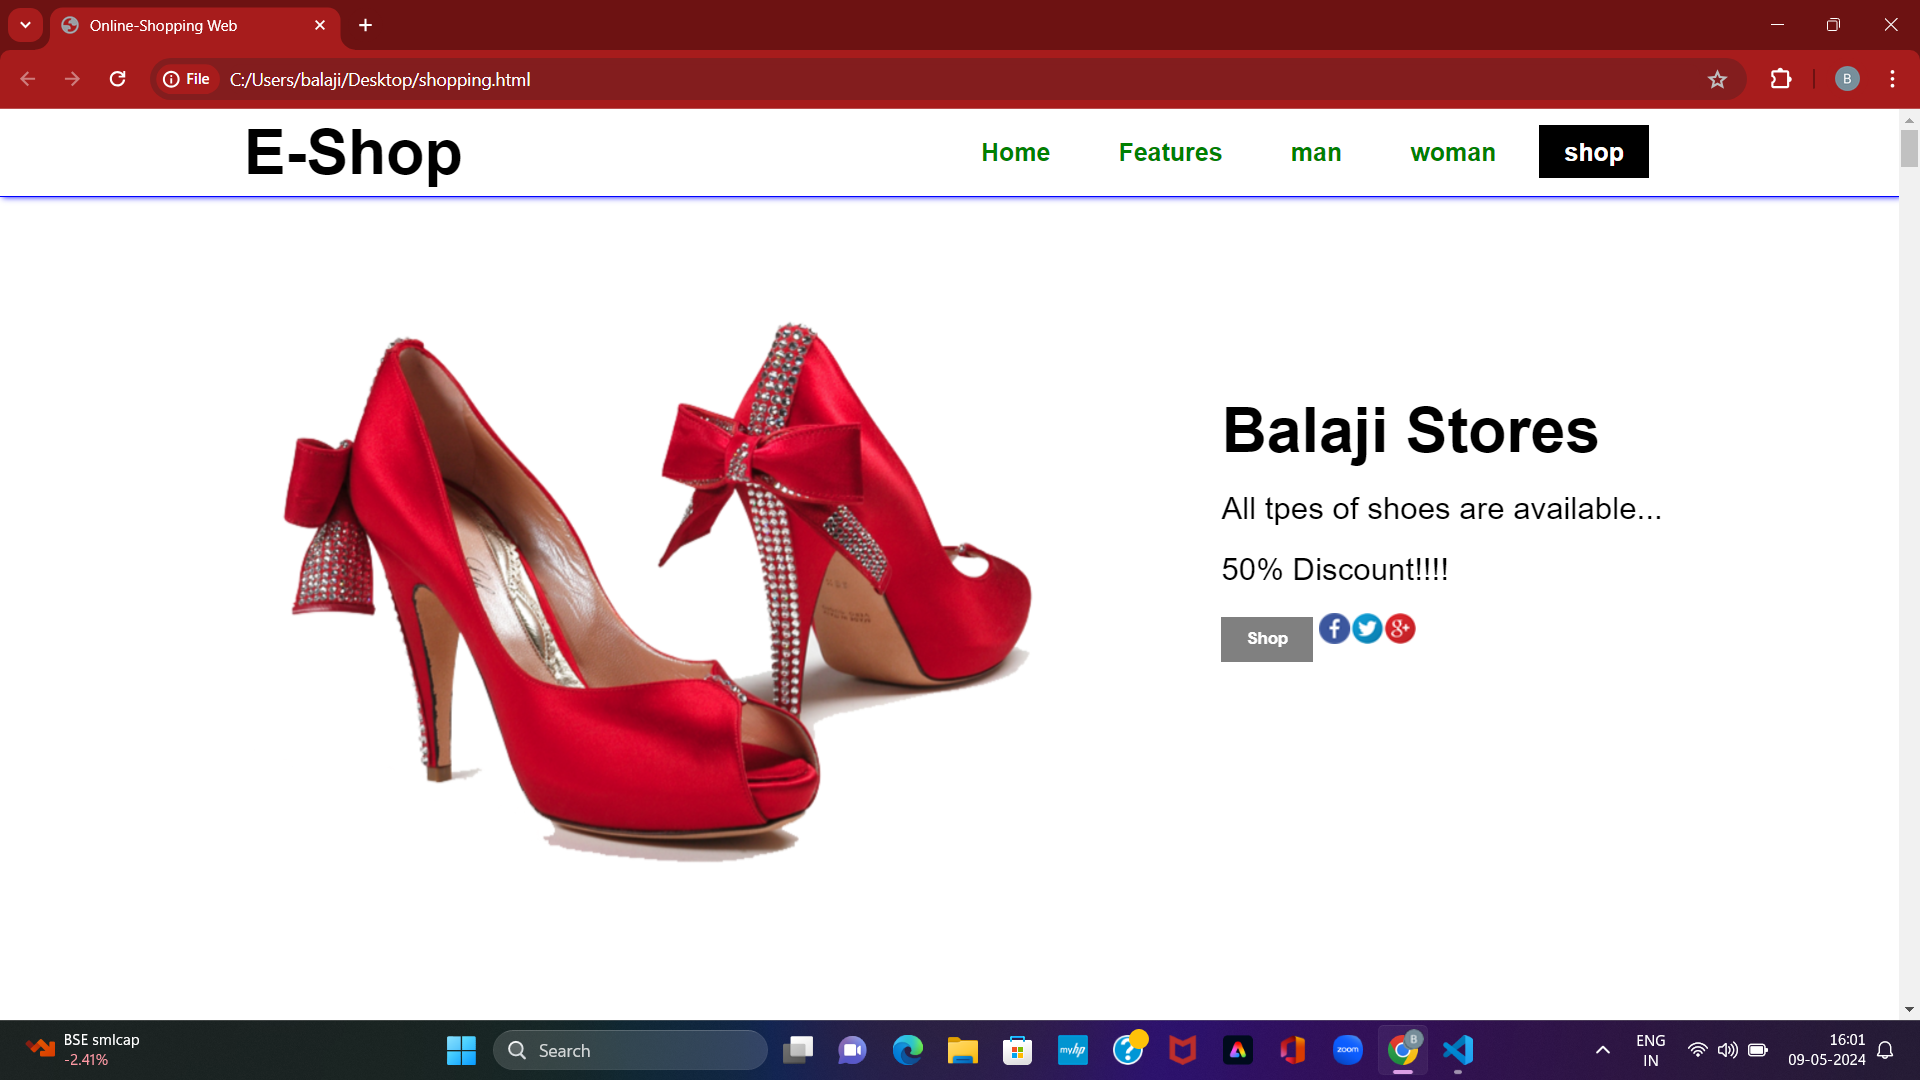 Online-Shopping Web
File C:/Users/balaji/Desktop/shopping.html
B
E-Shop
Home Features man woman shop
Balaji Stores
All tpes of shoes are available...
50% Discount!!!!
Shop f g+
BSE smlcap
-2.41%
Search
myhp
?
zoom
B
ENG
IN
16:01
09-05-2024